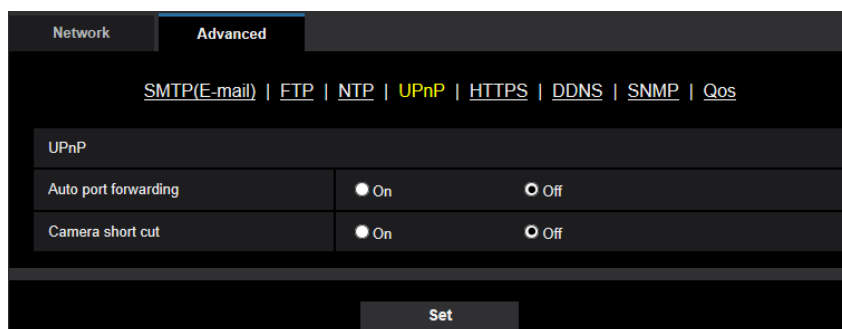 Network Advanced
SMTP(E-mail) | FTP | NTP | UPnP | HTTPS | DDNS | SNMP | Qos
UPnP
Auto port forwarding On Off
Camera short cut On Off
Set